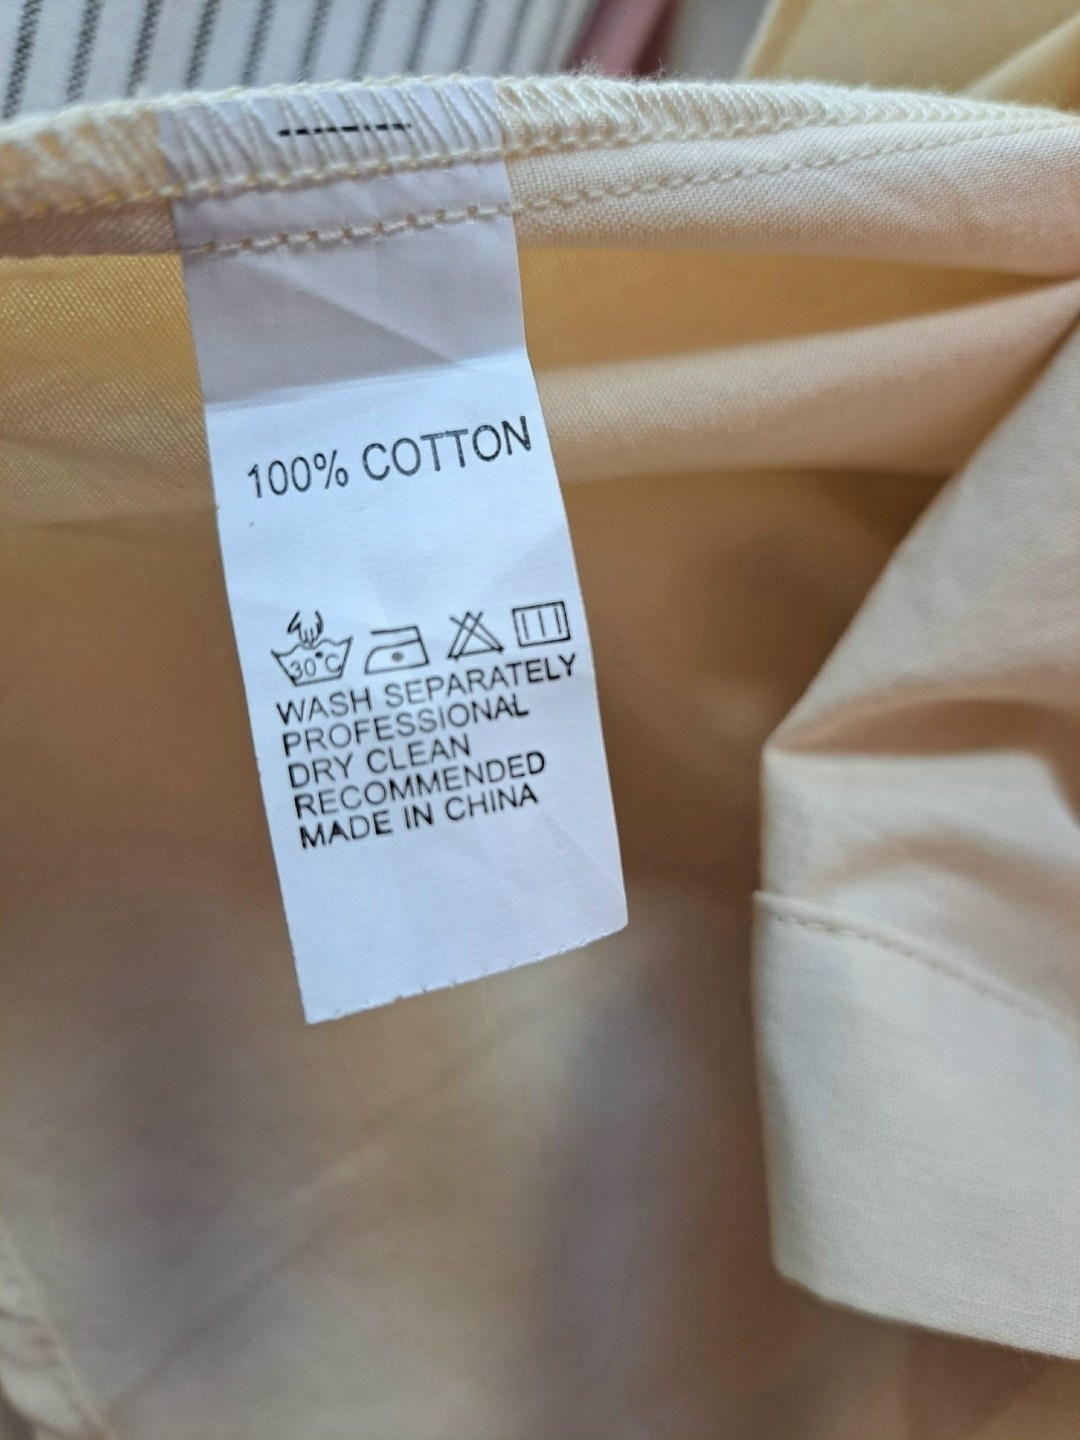 100% COTTON
30°C
WASH SEPARATELY
PROFESSIONAL
DRY CLEAN
RECOMMENDED
MADE IN CHINA